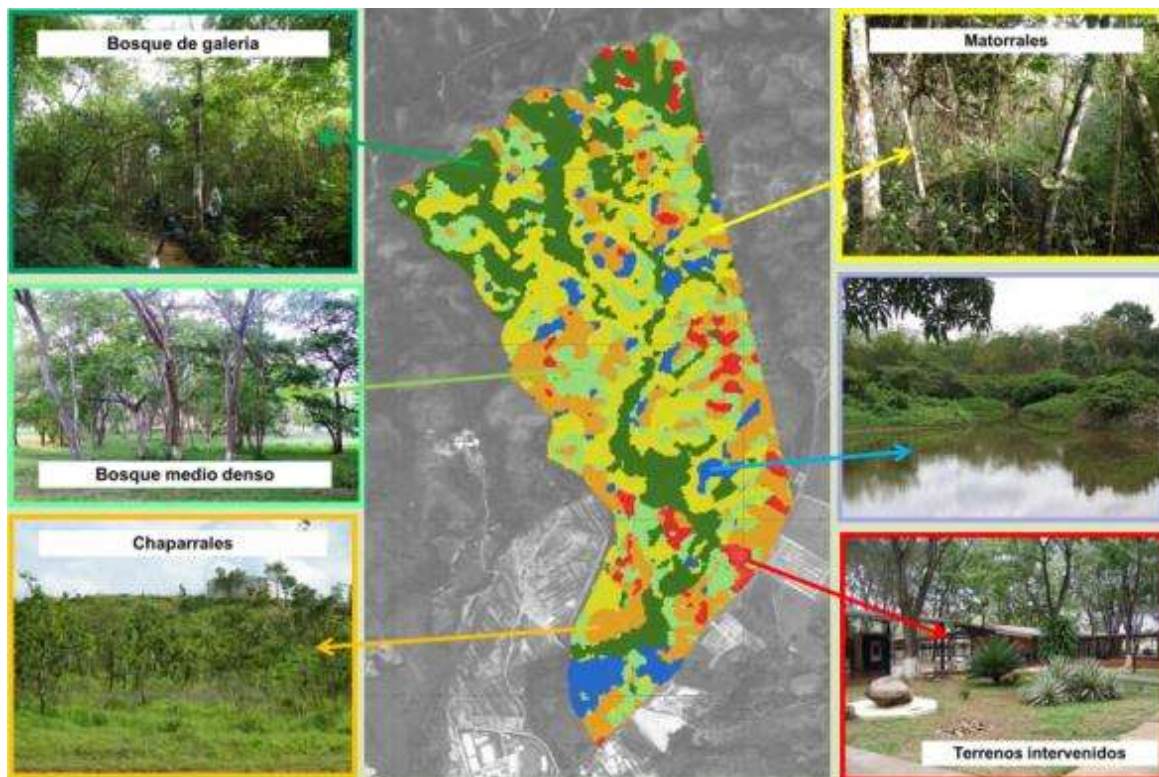 Bosque de galeria
Matorrales
Bosque medio denso
Chaparrales
Terrenos intervenidos